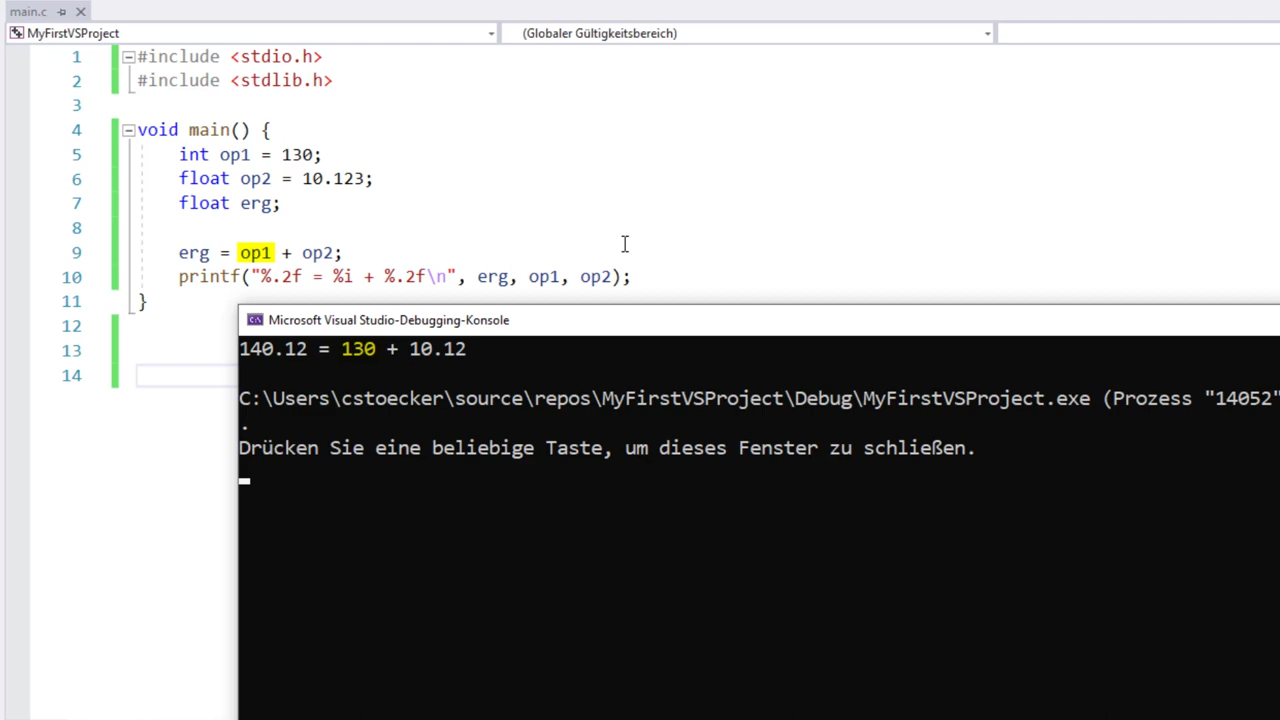 main.c
MyFirstVSProject
(Globaler Gültigkeitsbereich)
1 #include <stdio.h>
2 #include <stdlib.h>
3
4 void main() {
5 int op1 = 130;
6 float op2 = 10.123;
7 float erg;
8
9 erg = op1 + op2;
10 printf("%.2f = %i + %.2f\n", erg, op1, op2);
11 }
12
13
14
Microsoft Visual Studio-Debugging-Konsole
140.12 = 130 + 10.12
C:\Users\cstoecker\source\repos\MyFirstVSProject\Debug\MyFirstVSProject.exe (Prozess "14052"
.
Drücken Sie eine beliebige Taste, um dieses Fenster zu schließen.